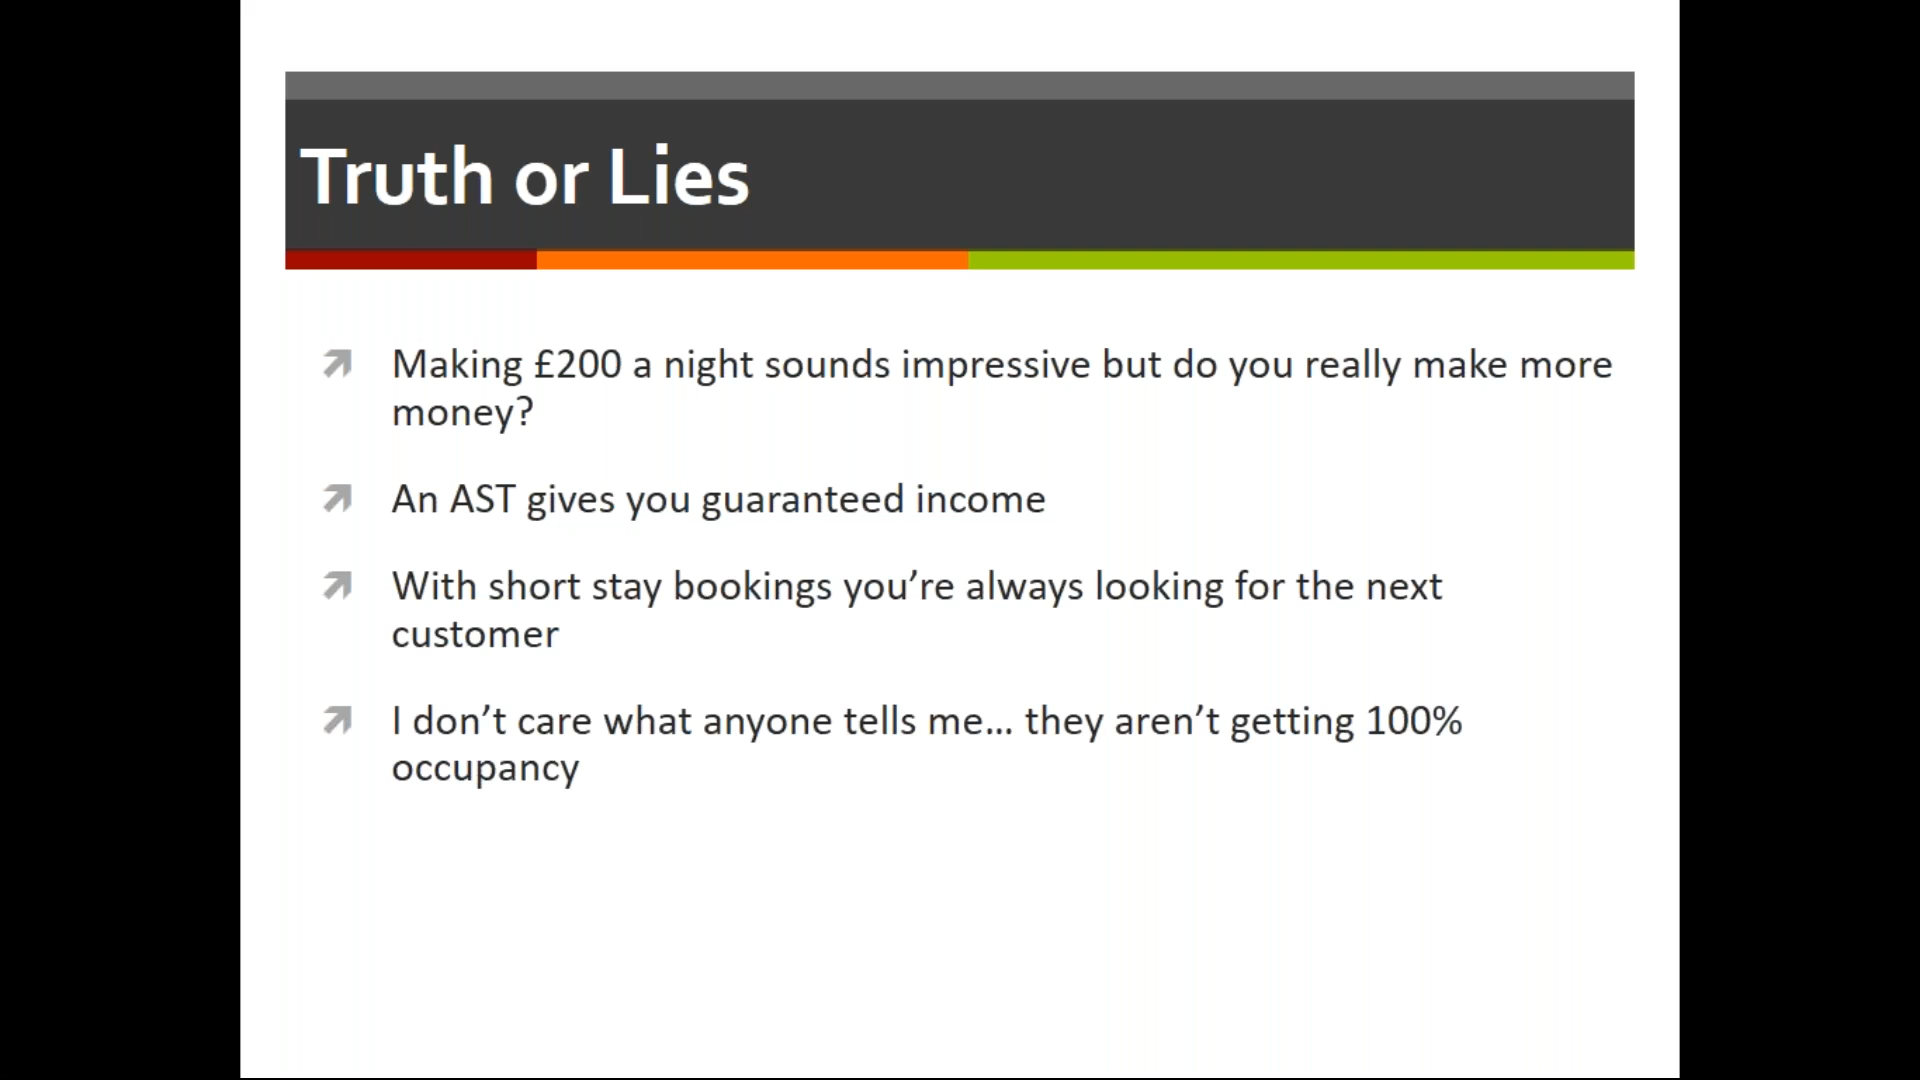 Truth or Lies
Making £200 a night sounds impressive but do you really make more
money?
An AST gives you guaranteed income
With short stay bookings you’re always looking for the next
customer
I don’t care what anyone tells me... they aren’t getting 100%
occupancy